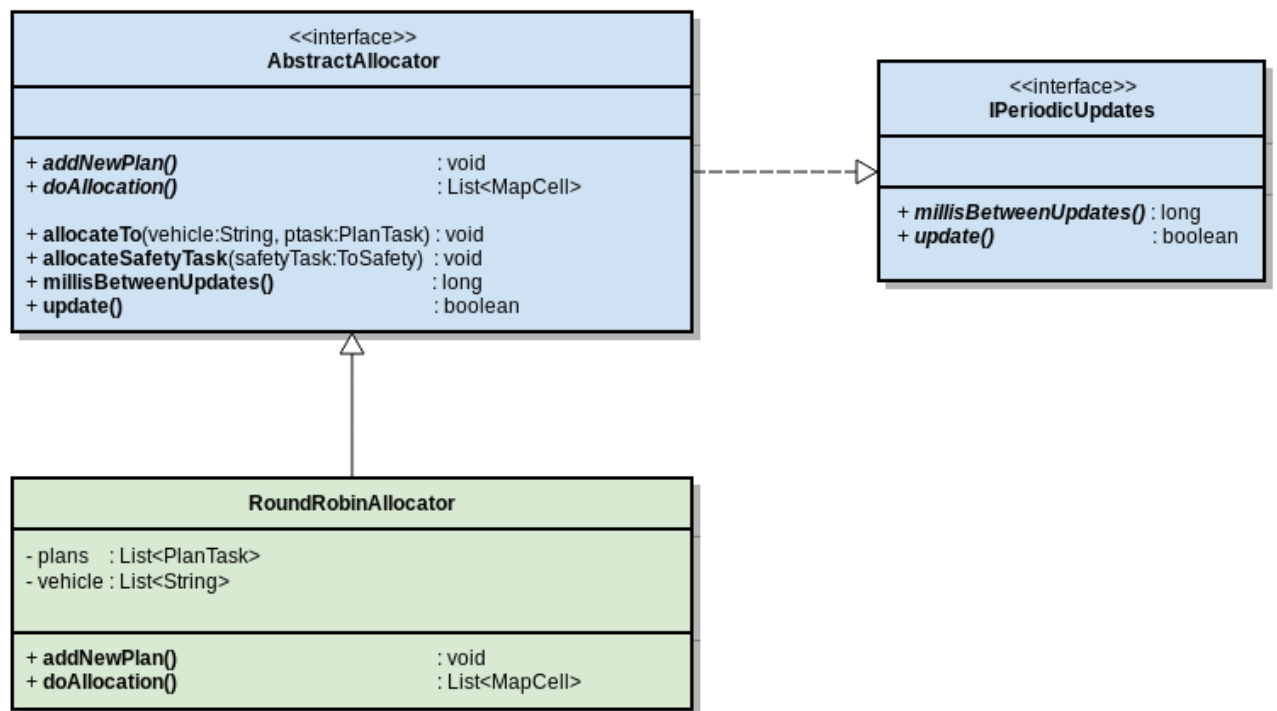 <<interface>>
AbstractAllocator
+ addNewPlan() : void
+ doAllocation() : List<MapCell>
+ allocateTo(vehicle:String, ptask:PlanTask) : void
+ allocateSafetyTask(safetyTask:ToSafety) : void
+ millisBetweenUpdates() : long
+ update() : boolean
<<interface>>
IPeriodicUpdates
+ millisBetweenUpdates() : long
+ update() : boolean
RoundRobinAllocator
- plans : List<PlanTask>
- vehicle : List<String>
+ addNewPlan() : void
+ doAllocation() : List<MapCell>